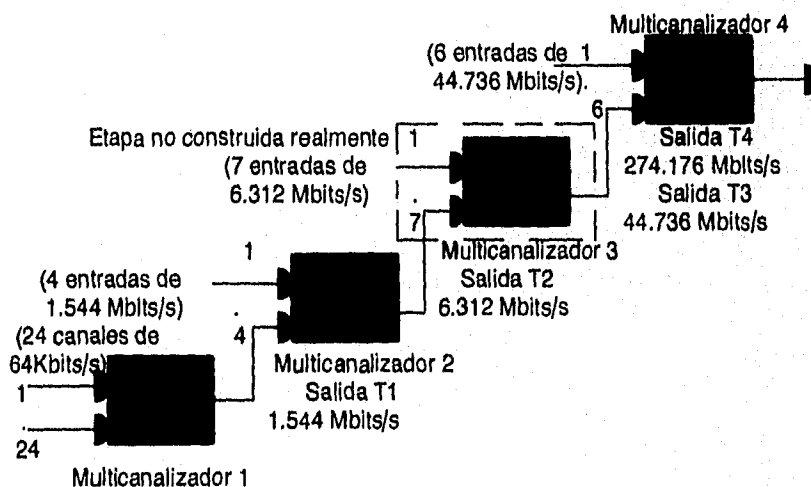 Multicanalizador 4
(6 entradas de 1
44.736 Mbits/s).
6
Salida T4
274.176 Mbits/s
Salida T3
44.736 Mbits/s
Etapa no construida realmente
1
(7 entradas de
6.312 Mbits/s)
.
7
Multicanalizador 3
Salida T2
6.312 Mbits/s
1
(4 entradas de
1.544 Mbits/s)
.
4
Multicanalizador 2
Salida T1
1.544 Mbits/s
(24 canales de
64Kbits/s)
1
.
24
Multicanalizador 1